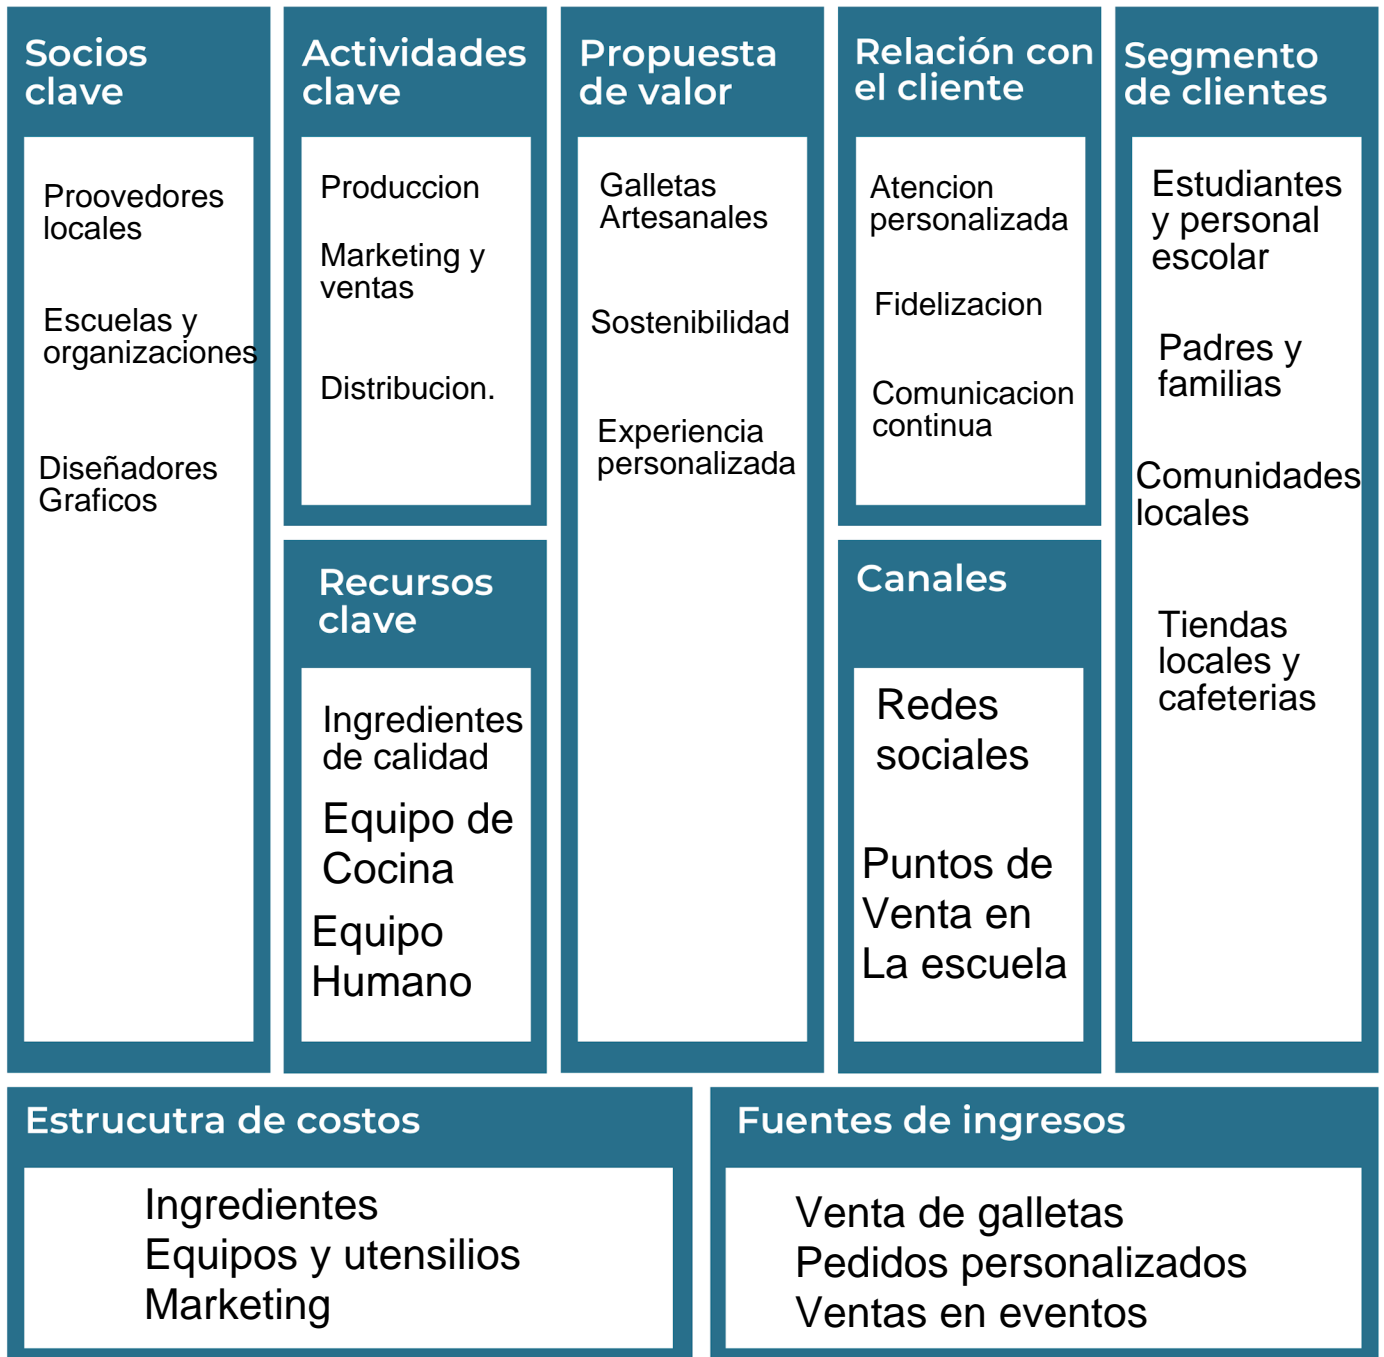 Socios
clave
Proovedores
locales
Escuelas y
organizaciones
Diseñadores
Graficos
Actividades
clave
Produccion
Marketing y
ventas
Distribucion.
Recursos
clave
Ingredientes
de calidad
Equipo de
Cocina
Equipo
Humano
Propuesta
de valor
Galletas
Artesanales
Sostenibilidad
Experiencia
personalizada
Relación con
el cliente
Atencion
personalizada
Fidelizacion
Comunicacion
continua
Canales
Redes
sociales
Puntos de
Venta en
La escuela
Segmento
de clientes
Estudiantes
y personal
escolar
Padres y
familias
Comunidades
locales
Tiendas
locales y
cafeterias
Estrucutra de costos
Ingredientes
Equipos y utensilios
Marketing
Fuentes de ingresos
Venta de galletas
Pedidos personalizados
Ventas en eventos